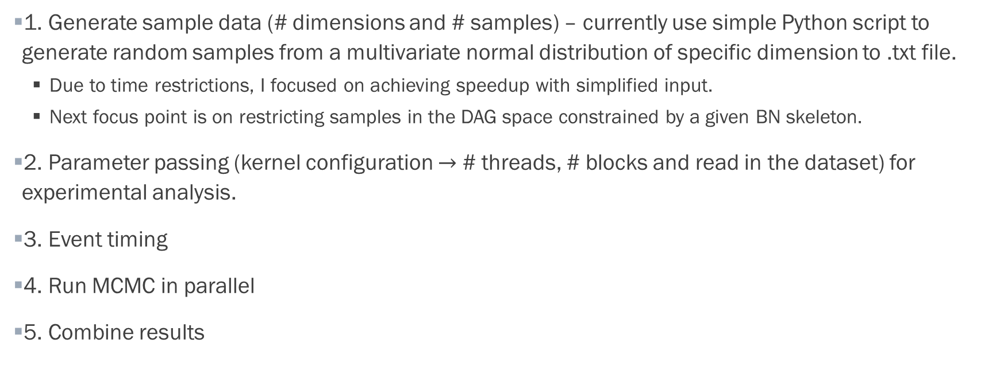 ▪1. Generate sample data (# dimensions and # samples) – currently use simple Python script to
generate random samples from a multivariate normal distribution of specific dimension to .txt file.
▪ Due to time restrictions, I focused on achieving speedup with simplified input.
▪ Next focus point is on restricting samples in the DAG space constrained by a given BN skeleton.
▪2. Parameter passing (kernel configuration → # threads, # blocks and read in the dataset) for
experimental analysis.
▪3. Event timing
▪4. Run MCMC in parallel
▪5. Combine results